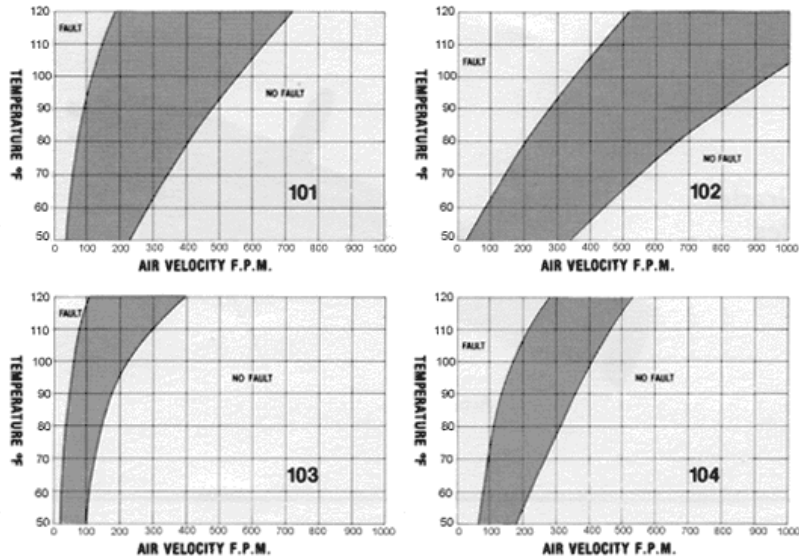 120
110
100
90
80
70
60
50
TEMPERATURE °F
FAULT
NO FAULT
101
100 200 300 400 500 600 700 800 900 1000
AIR VELOCITY F.P.M.
120
110
100
90
80
70
60
50
TEMPERATURE °F
FAULT
NO FAULT
102
0 100 200 300 400 500 600 700 800 900 1000
AIR VELOCITY F.P.M.
120
110
100
90
80
70
60
50
TEMPERATURE °F
FAULT
NO FAULT
103
0 100 200 300 400 500 600 700 800 900 1000
AIR VELOCITY F.P.M.
120
110
100
90
80
70
60
50
TEMPERATURE °F
FAULT
NO FAULT
104
0 100 200 300 400 500 600 700 800 900 1000
AIR VELOCITY F.P.M.